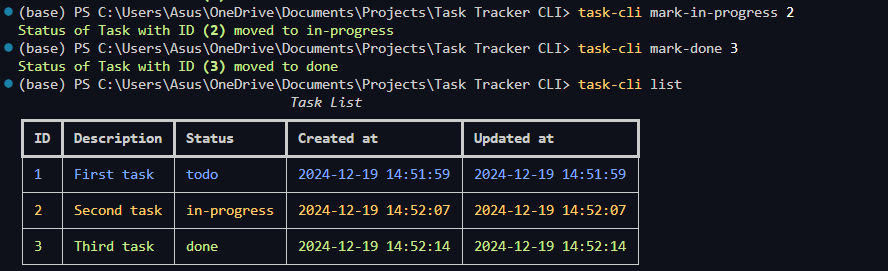 (base) PS C:\Users\Asus\OneDrive\Documents\Projects\Task Tracker CLI> task-cli mark-in-progress 2
Status of Task with ID (2) moved to in-progress
(base) PS C:\Users\Asus\OneDrive\Documents\Projects\Task Tracker CLI> task-cli mark-done 3
Status of Task with ID (3) moved to done
(base) PS C:\Users\Asus\OneDrive\Documents\Projects\Task Tracker CLI> task-cli list
Task List
ID Description Status Created at Updated at
1 First task todo 2024-12-19 14:51:59 2024-12-19 14:51:59
2 Second task in-progress 2024-12-19 14:52:07 2024-12-19 14:52:07
3 Third task done 2024-12-19 14:52:14 2024-12-19 14:52:14